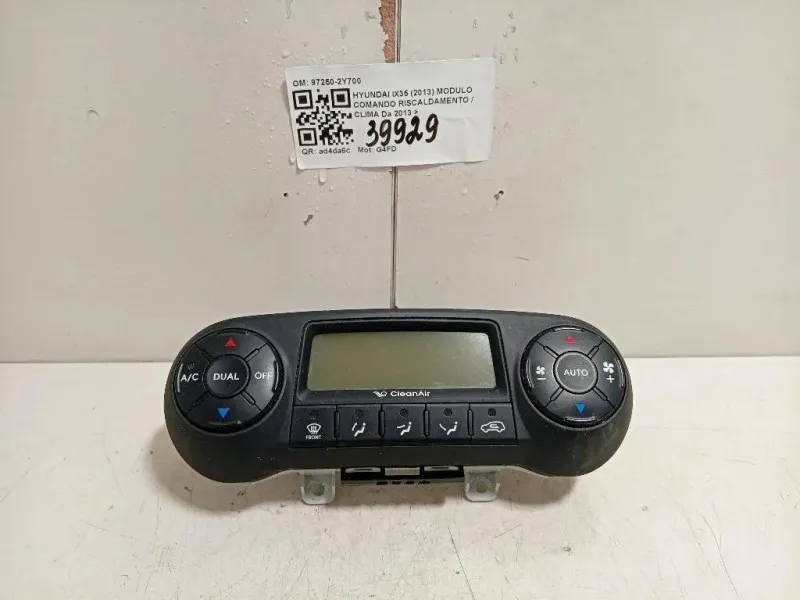 OM: 97250-2Y700
HYUNDAI IX35 (2013) MODULO
COMANDO RISCALDAMENTO /
CLIMA Da 2013 >
39929
QR: ad4da6c Mot: G4FD
A/C
DUAL
OFF
CleanAir
AUTO
-
+
FRONT